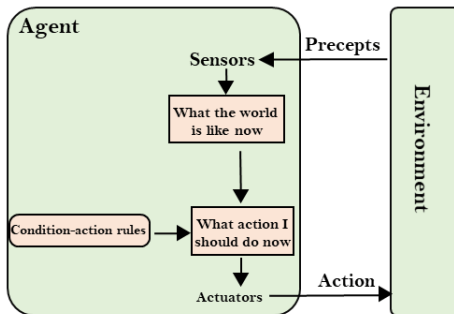 Agent
Precepts
Sensors
What the world
is like now
Environment
What action I
should do now
Condition-action rules
Action
Actuators